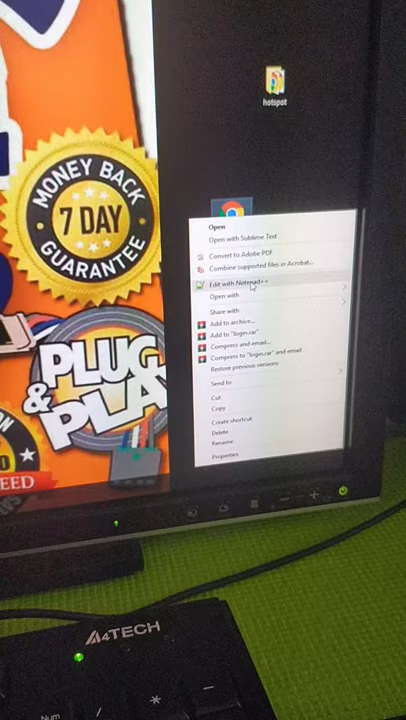 hotspot
MONEY BACK
7 DAY
GUARANTEE
PLUG
&
PLA
EED
Open
Open with Sublime Text
Convert to Adobe PDF
Combine supported files in Acrobat...
Edit with Notepad++
Open with
Share with
Add to archive...
Add to "login.rar"
Compress and email...
Compress to "login.rar" and email
Restore previous versions
Send to
Cut
Copy
Create shortcut
Delete
Rename
Properties
A4TECH
Num
/
*
-